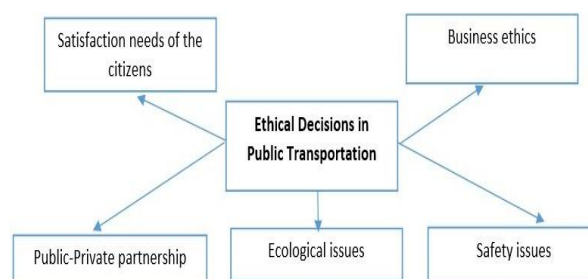 Satisfaction needs of the
citizens
Business ethics
Ethical Decisions in
Public Transportation
Public-Private partnership
Ecological issues
Safety issues